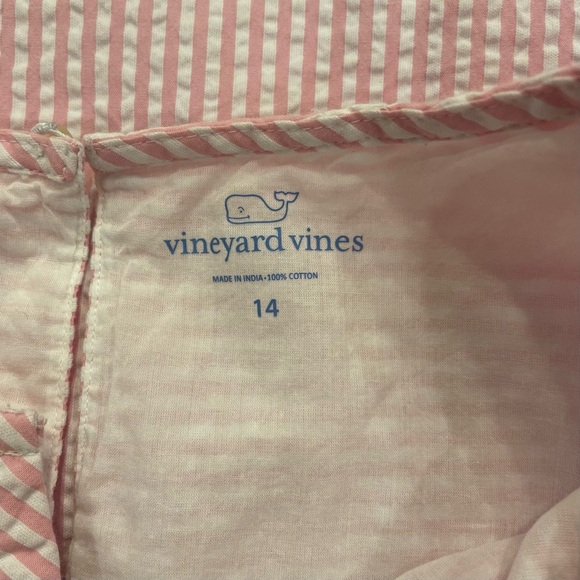 vineyard vines
MADE IN INDIA•100% COTTON
14